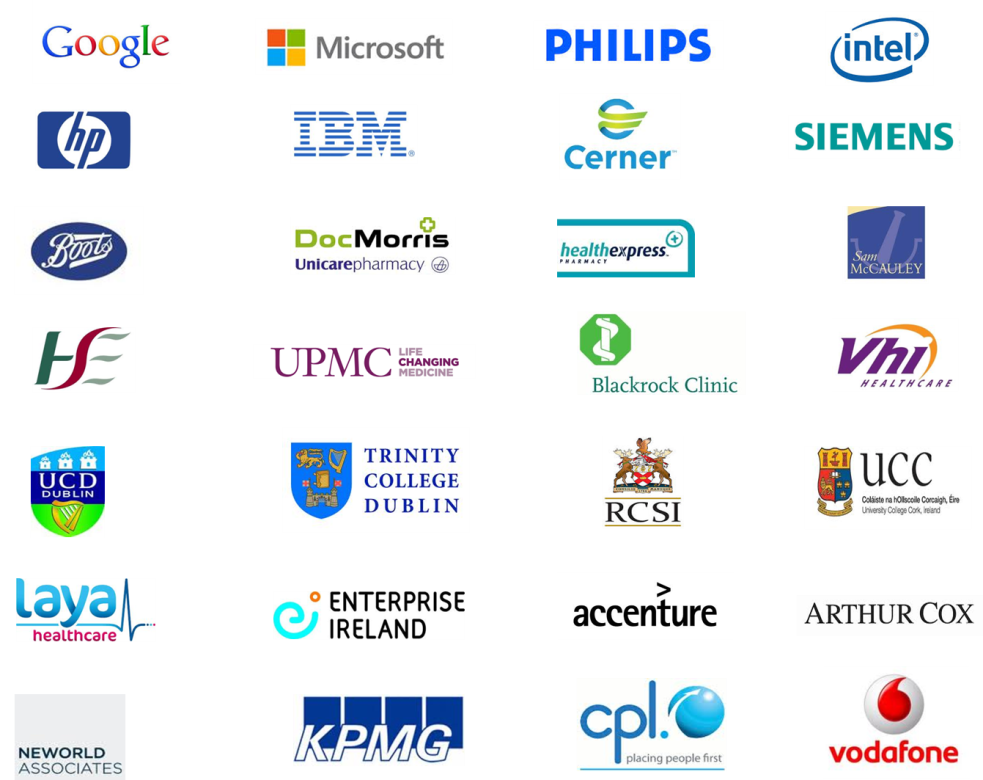 Google
Microsoft
PHILIPS
intel®
hp
IBM®
Cerner™
SIEMENS
Boots
DocMorris
Unicarepharmacy
healthexpress
PHARMACY
Sam
McCAULEY
HSE
UPMC LIFE
CHANGING
MEDICINE
Blackrock Clinic
Vhi
HEALTHCARE
UCD
DUBLIN
TRINITY
COLLEGE
DUBLIN
RCSI
UCC
Coláiste na hOllscoile Corcaigh, Éire
University College Cork, Ireland
laya
healthcare
ENTERPRISE
IRELAND
accenture
ARTHUR COX
NEWORLD
ASSOCIATES
KPMG
cpl.
placing people first
vodafone